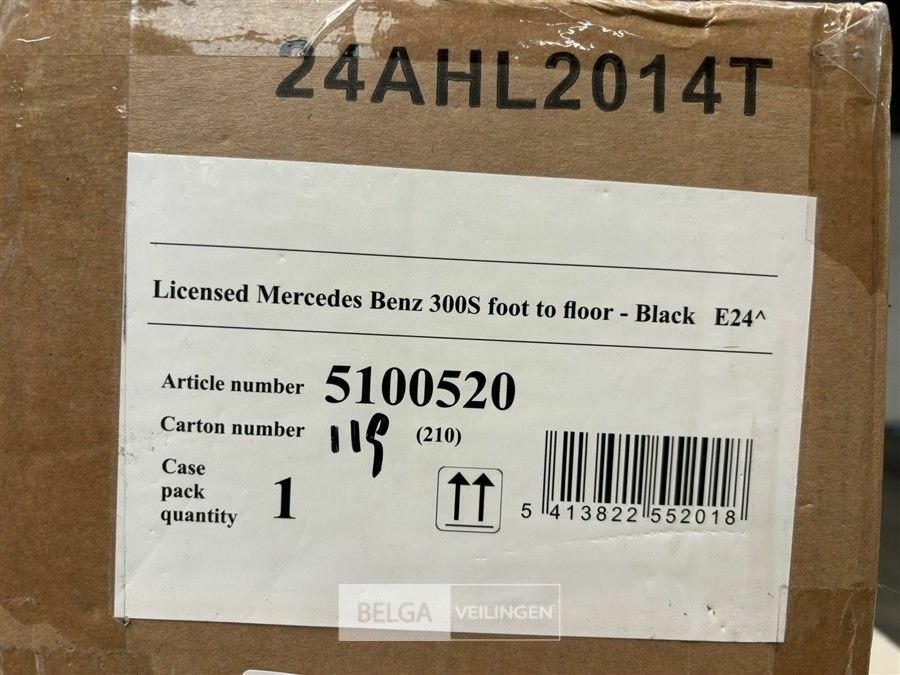 24AHL2014T
Licensed Mercedes Benz 300S foot to floor - Black E24^
Article number 5100520
Carton number 119 (210)
Case
pack
quantity 1
5 413822 552018
BELGA VEILINGEN